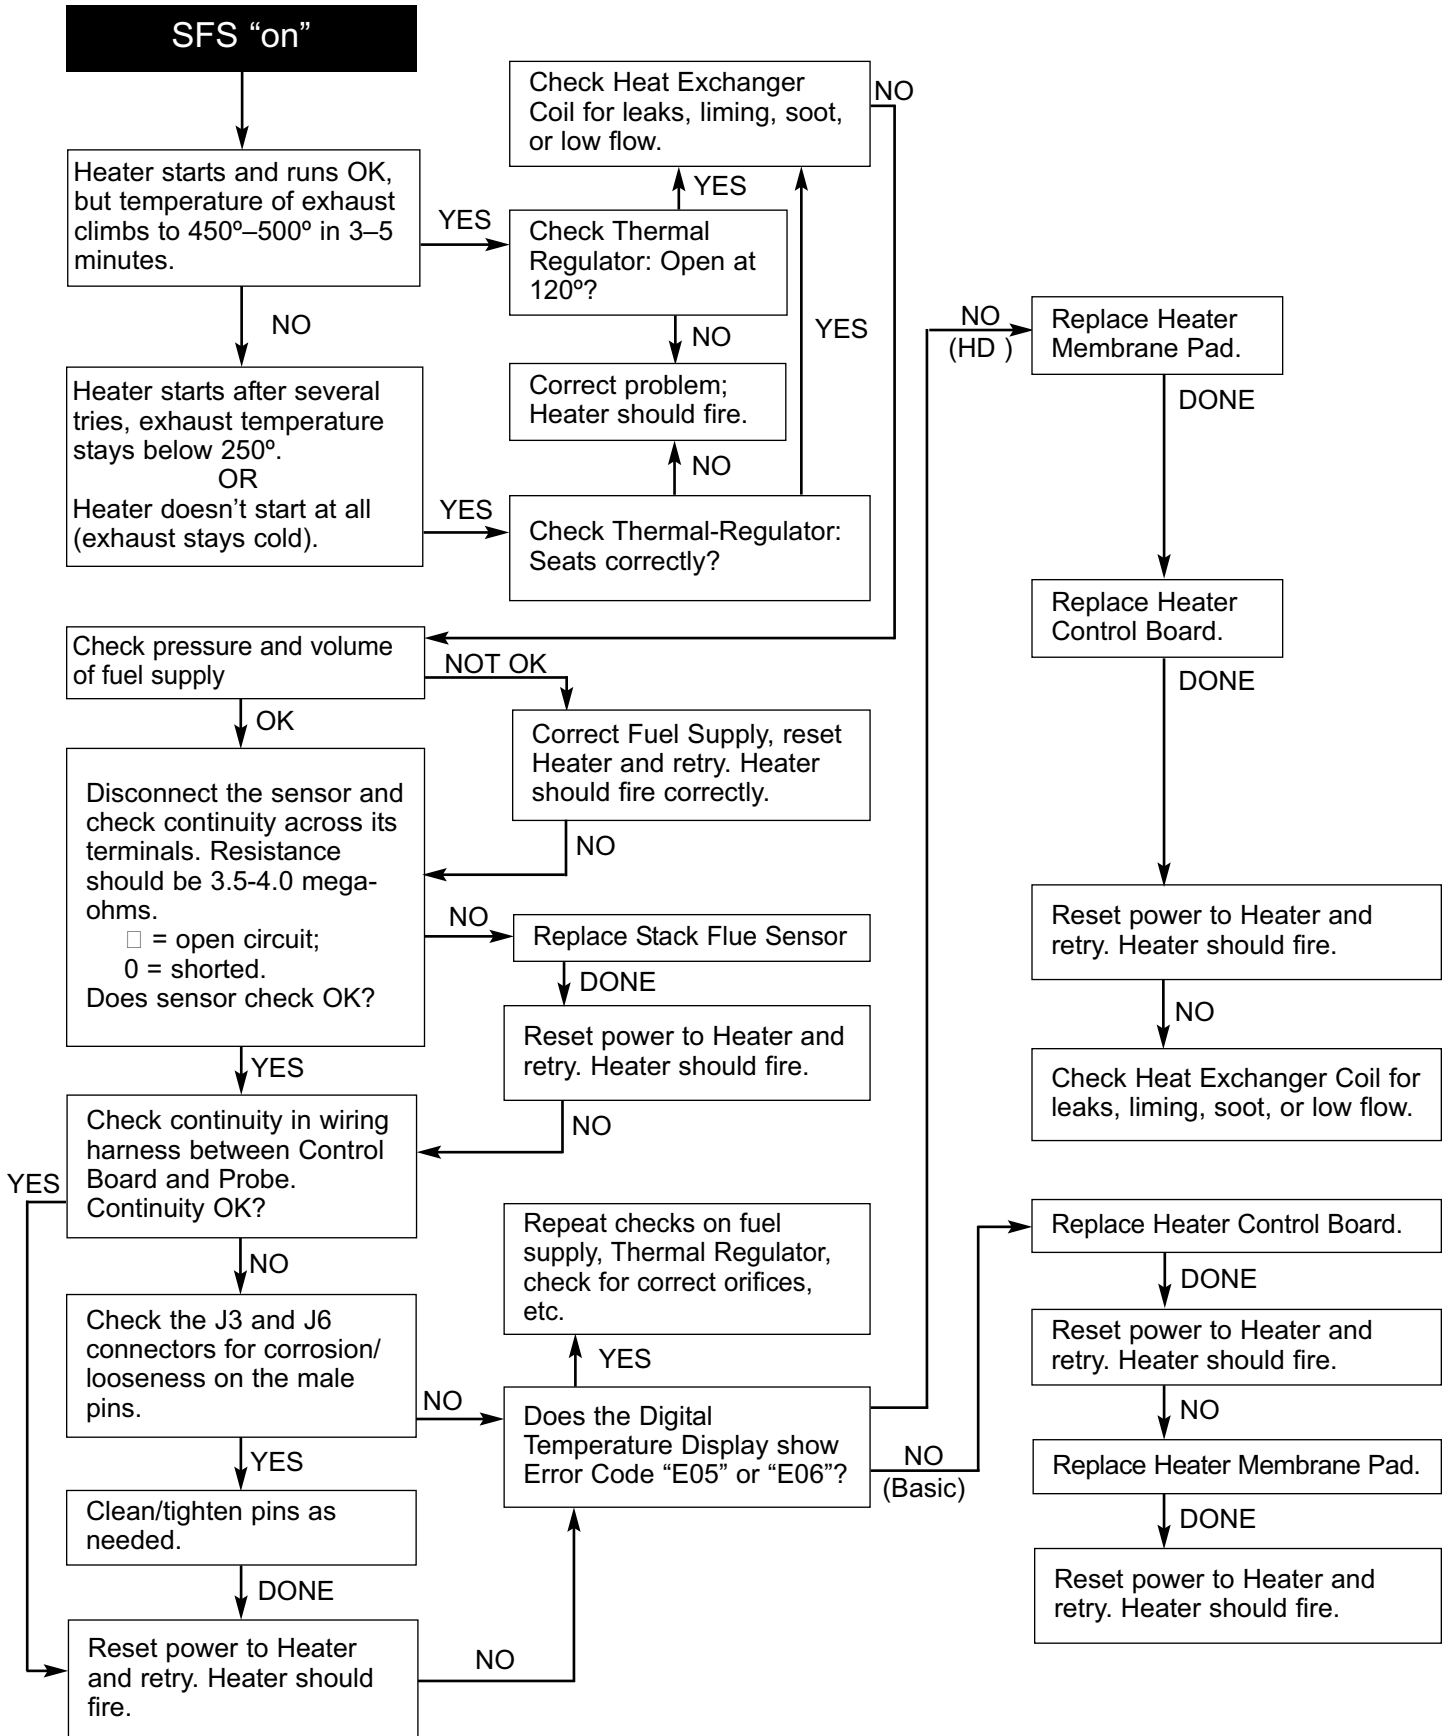 SFS “on”
Heater starts and runs OK,
but temperature of exhaust
climbs to 450º–500º in 3–5
minutes.
YES
NO
Check Heat Exchanger
Coil for leaks, liming, soot,
or low flow.
NO
YES
Check Thermal
Regulator: Open at
120º?
YES
NO
Correct problem;
Heater should fire.
NO
Heater starts after several
tries, exhaust temperature
stays below 250º.
OR
Heater doesn’t start at all
(exhaust stays cold).
YES
Check Thermal-Regulator:
Seats correctly?
Check pressure and volume
of fuel supply
NOT OK
OK
Correct Fuel Supply, reset
Heater and retry. Heater
should fire correctly.
NO
Disconnect the sensor and
check continuity across its
terminals. Resistance
should be 3.5-4.0 mega-
ohms.
□ = open circuit;
0 = shorted.
Does sensor check OK?
NO
Replace Stack Flue Sensor
DONE
Reset power to Heater and
retry. Heater should fire.
NO
YES
Check continuity in wiring
harness between Control
Board and Probe.
Continuity OK?
YES
NO
Check the J3 and J6
connectors for corrosion/
looseness on the male
pins.
NO
YES
Clean/tighten pins as
needed.
DONE
Reset power to Heater
and retry. Heater should
fire.
NO
Repeat checks on fuel
supply, Thermal Regulator,
check for correct orifices,
etc.
YES
Does the Digital
Temperature Display show
Error Code “E05” or “E06”?
NO
(HD )
Replace Heater
Membrane Pad.
DONE
Replace Heater
Control Board.
DONE
Reset power to Heater and
retry. Heater should fire.
NO
Check Heat Exchanger Coil for
leaks, liming, soot, or low flow.
NO
(Basic)
Replace Heater Control Board.
DONE
Reset power to Heater and
retry. Heater should fire.
NO
Replace Heater Membrane Pad.
DONE
Reset power to Heater and
retry. Heater should fire.